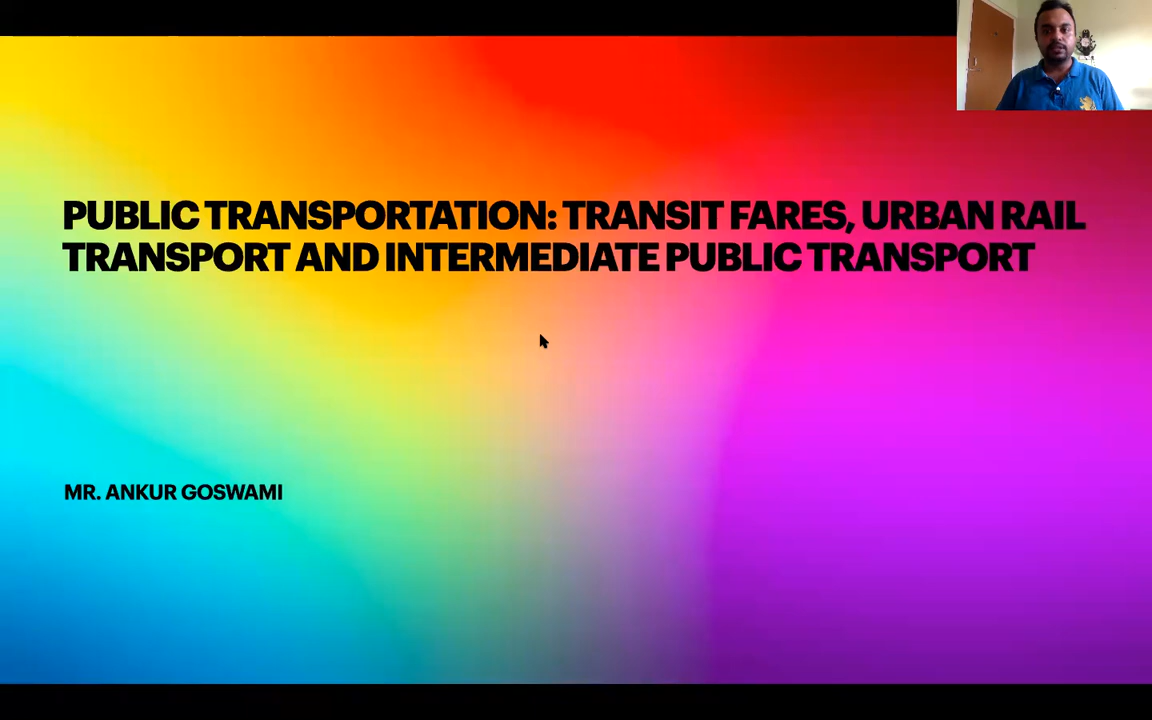 PUBLIC TRANSPORTATION: TRANSIT FARES, URBAN RAIL
TRANSPORT AND INTERMEDIATE PUBLIC TRANSPORT
MR. ANKUR GOSWAMI